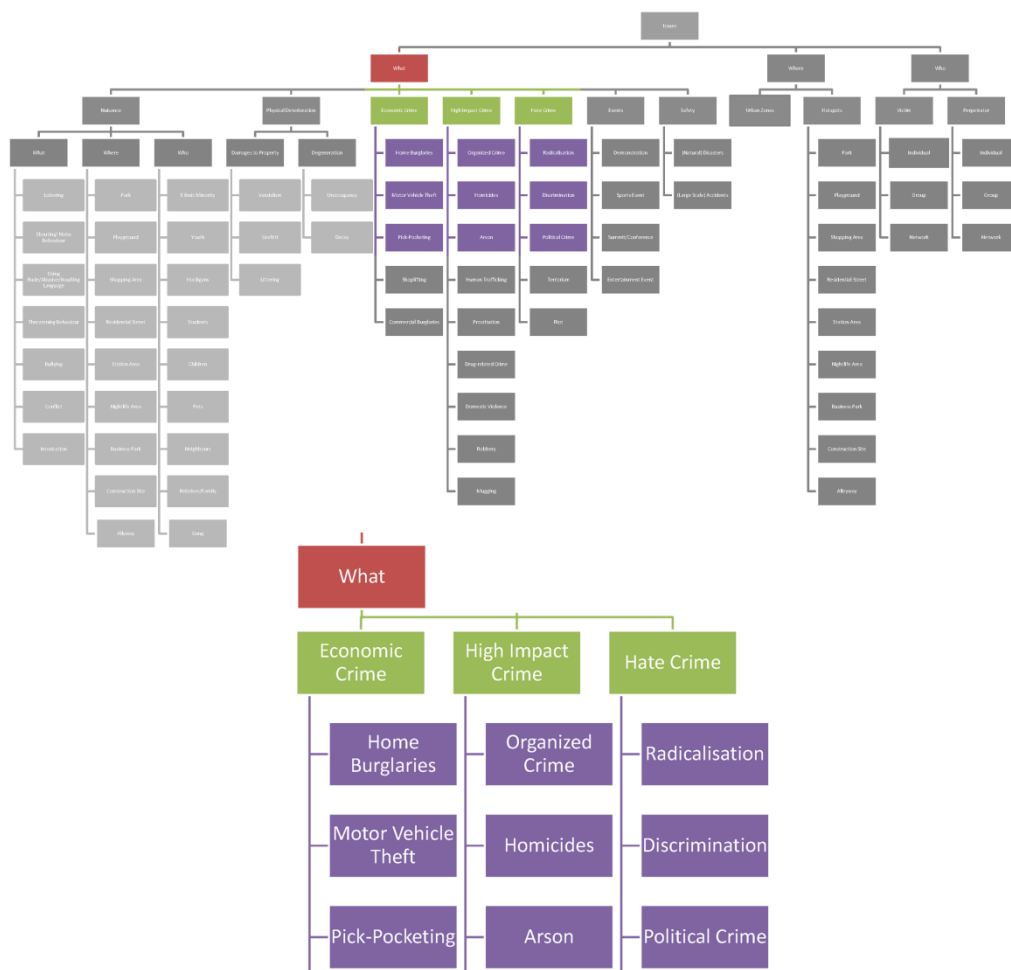 Issues
What
Where
Who
Nuisance
Physical Deterioration
Economic Crime
High Impact Crime
Hate Crime
Events
Safety
Urban Zones
Hotspots
Victim
Perpetrator
What
Where
Who
Damages to Property
Degeneration
Home Burglaries
Organized Crime
Radicalisation
Demonstration
(Natural) Disasters
Park
Individual
Individual
Loitering
Park
Ethnic Minority
Vandalism
Motor Vehicle Theft
Homicides
Discrimination
Sports Event
(Large Scale) Accidents
Playground
Group
Group
Playground
Youth
Graffiti
Decay
Pick-Pocketing
Arson
Political Crime
Summit/Conference
Shopping Area
Network
Network
Shopping Area
Hooligans
Littering
Shoplifting
Human Trafficking
Terrorism
Entertainment Event
Residential Street
Threatening Behaviour
Residential Street
Students
Commercial Burglaries
Prostitution
Riot
Station Area
Bullying
Station Area
Children
Drug-related Crime
Nightlife Area
Conflict
Nightlife Area
Pets
Domestic Violence
Business Park
Intoxication
Business Park
Neighbours
Robbery
Construction Site
Construction Site
Relatives/Family
Mugging
Alleyway
Gang
What
Economic
Crime
High Impact
Crime
Hate Crime
Home
Burglaries
Organized
Crime
Radicalisation
Motor Vehicle
Theft
Homicides
Discrimination
Pick-Pocketing
Arson
Political Crime